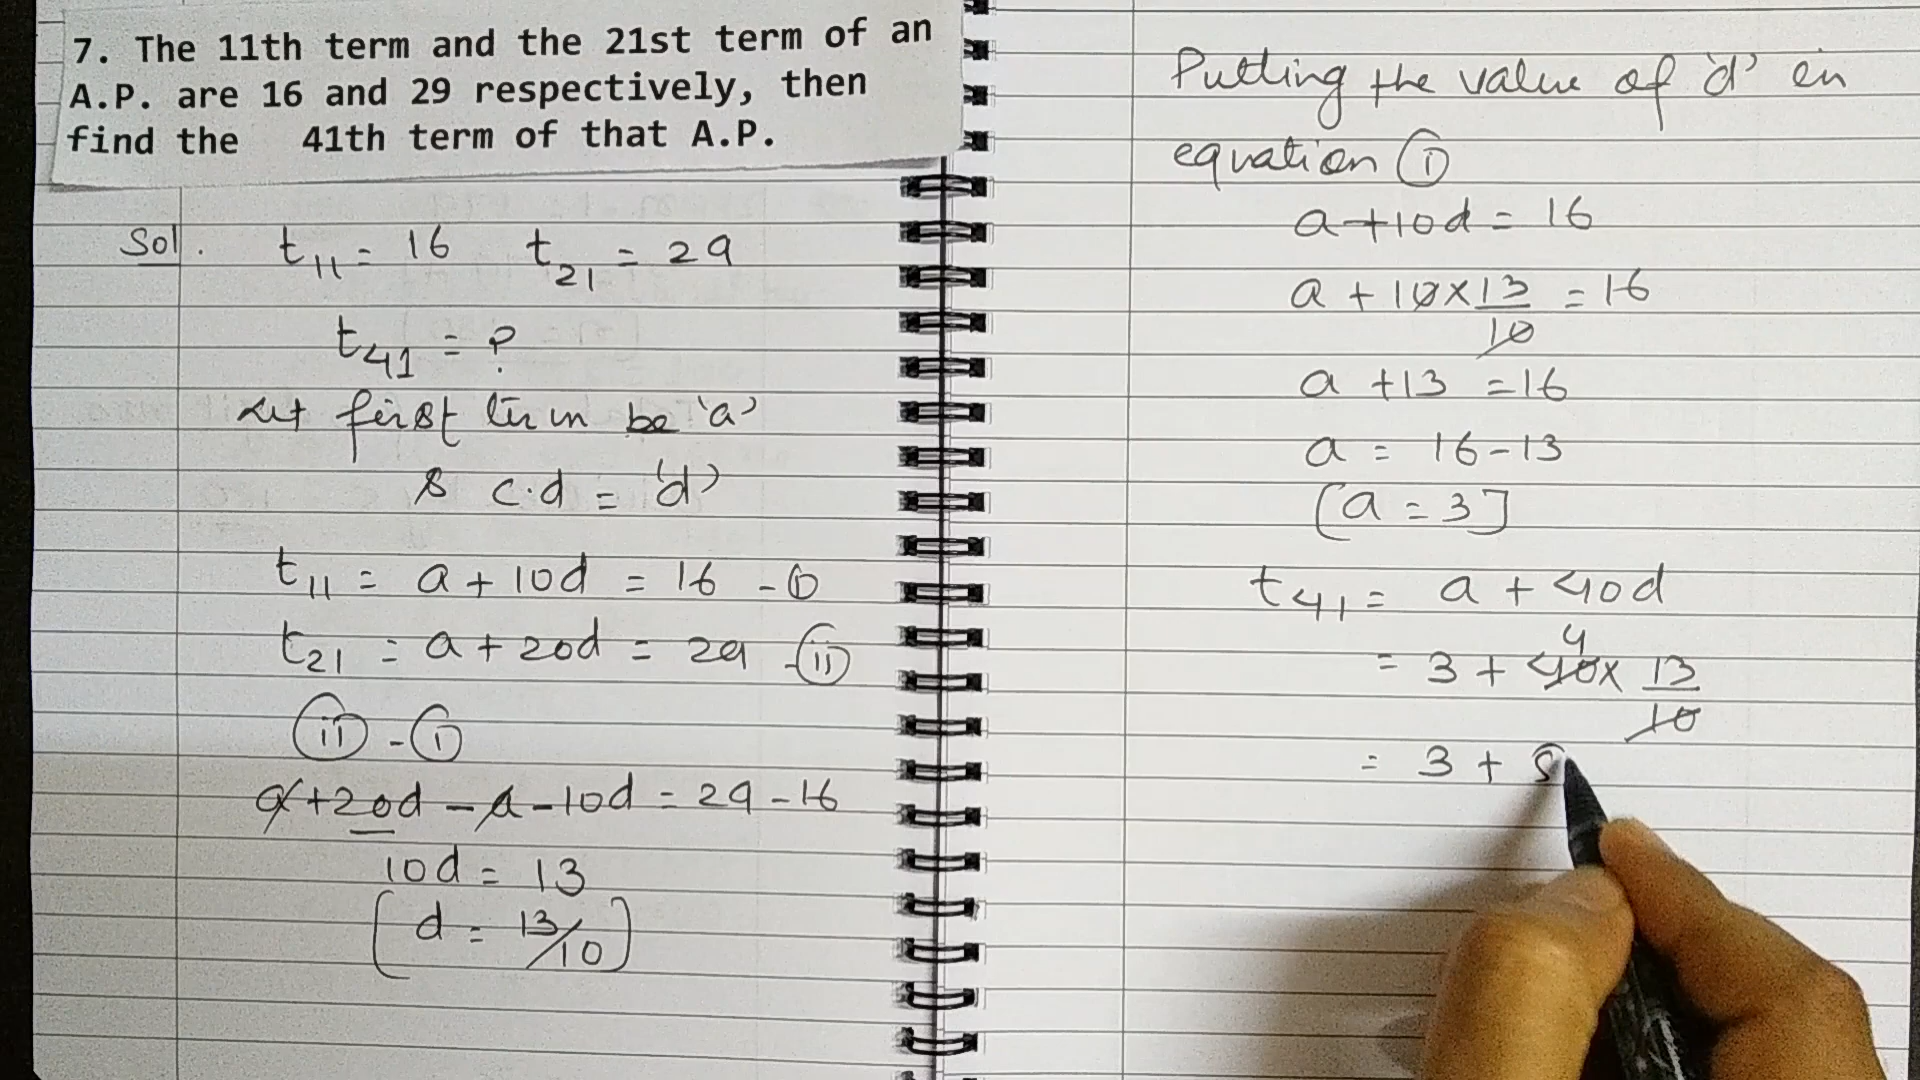 7. The 11th term and the 21st term of an
A.P. are 16 and 29 respectively, then
find the 41th term of that A.P.
Sol. t₁₁ = 16 t₂₁ = 29
t₄₁ = ?
Let first term be 'a'
& c.d = 'd'
t₁₁ = a + 10d = 16 - ⓘ
t₂₁ = a + 20d = 29 - ⓘⓘ
(ii) - (i)
a + 20d - a - 10d = 29 - 16
10d = 13
[d = 13/10]
Putting the value of 'd' in
equation (i)
a + 10d = 16
a + 10 x 13/10 = 16
a + 13 = 16
a = 16 - 13
[a = 3]
t₄₁ = a + 40d
4
= 3 + 40 x 13/10
= 3 +